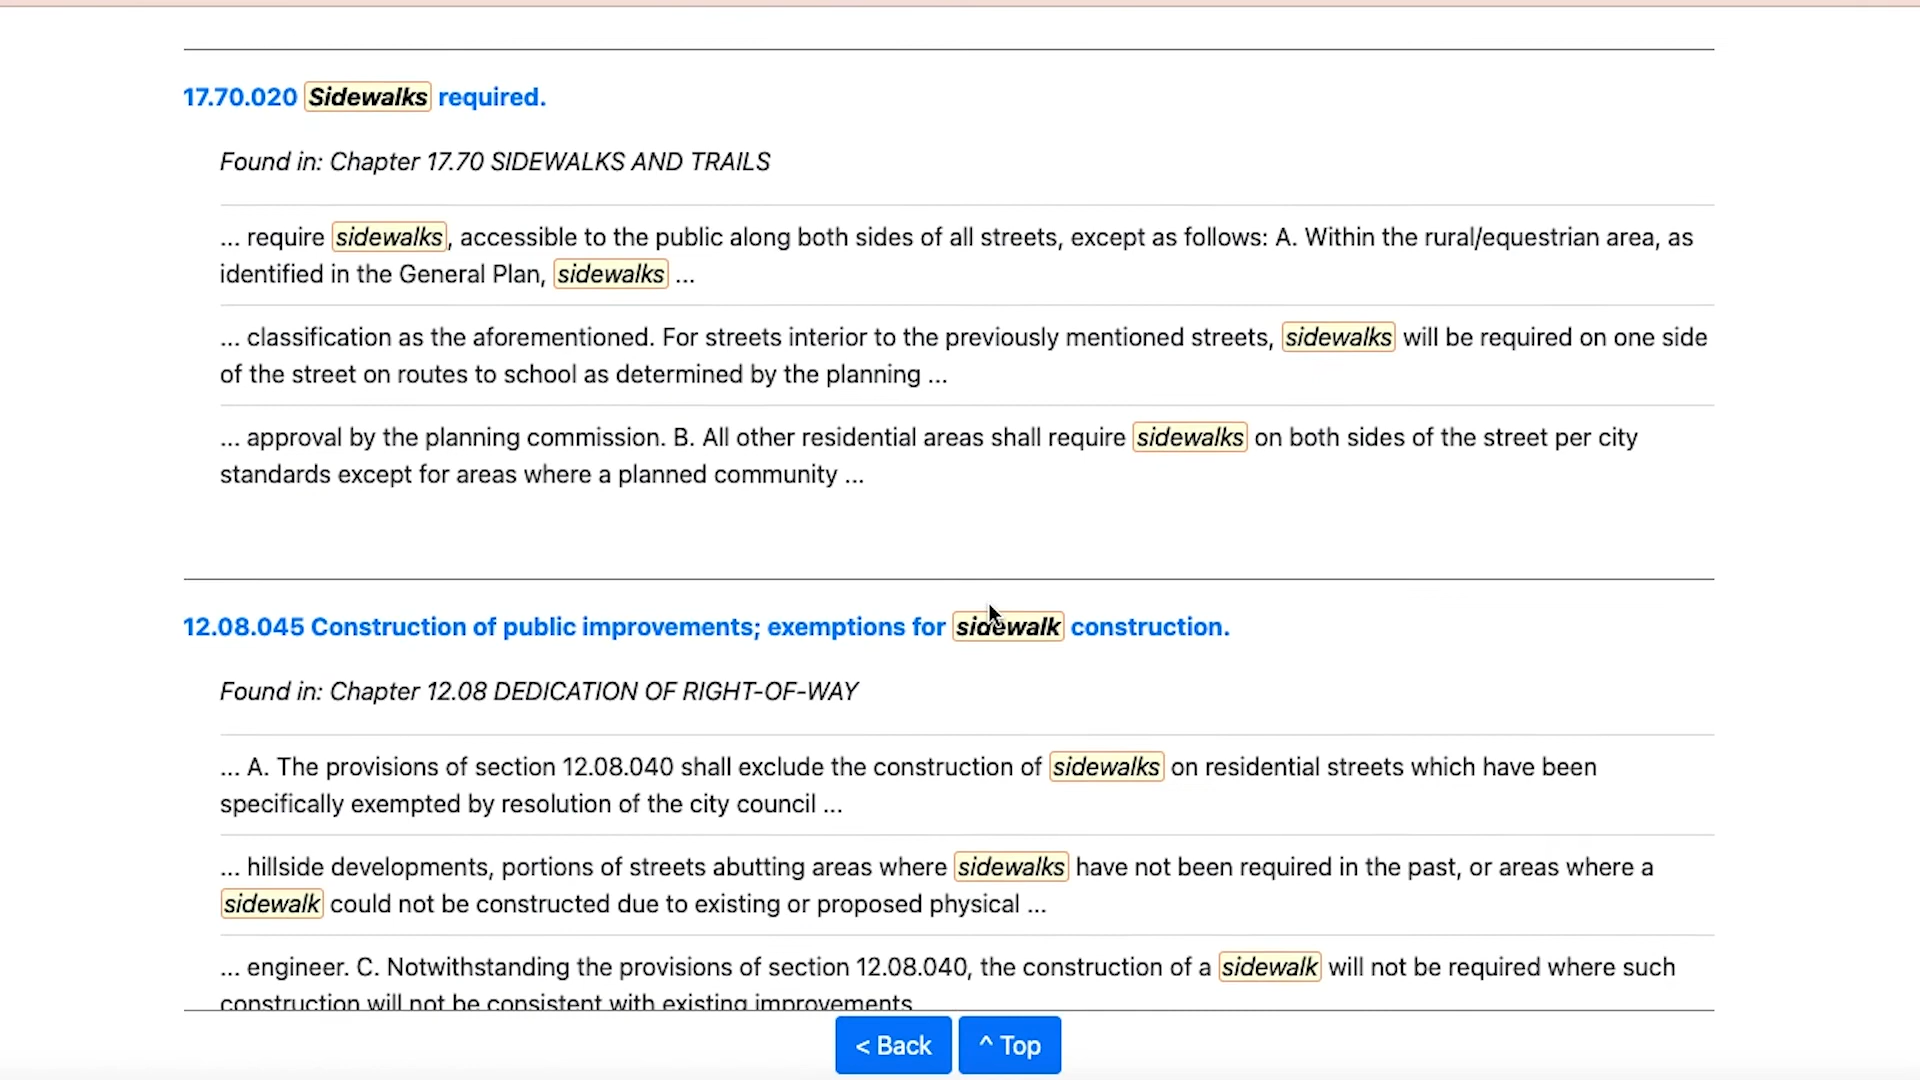 17.70.020 Sidewalks required.
Found in: Chapter 17.70 SIDEWALKS AND TRAILS
... require sidewalks, accessible to the public along both sides of all streets, except as follows: A. Within the rural/equestrian area, as
identified in the General Plan, sidewalks ...
... classification as the aforementioned. For streets interior to the previously mentioned streets, sidewalks will be required on one side
of the street on routes to school as determined by the planning ...
... approval by the planning commission. B. All other residential areas shall require sidewalks on both sides of the street per city
standards except for areas where a planned community ...
12.08.045 Construction of public improvements; exemptions for sidewalk construction.
Found in: Chapter 12.08 DEDICATION OF RIGHT-OF-WAY
... A. The provisions of section 12.08.040 shall exclude the construction of sidewalks on residential streets which have been
specifically exempted by resolution of the city council ...
... hillside developments, portions of streets abutting areas where sidewalks have not been required in the past, or areas where a
sidewalk could not be constructed due to existing or proposed physical ...
... engineer. C. Notwithstanding the provisions of section 12.08.040, the construction of a sidewalk will not be required where such
construction will not be consistent with existing improvements
< Back ^ Top